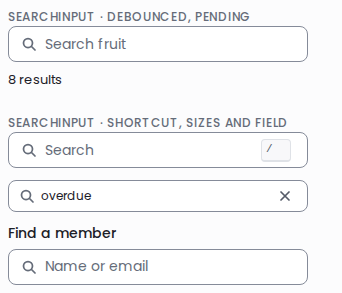 SEARCHINPUT · DEBOUNCED, PENDING
Search fruit
8 results
SEARCHINPUT · SHORTCUT, SIZES AND FIELD
Search /
overdue
Find a member
Name or email